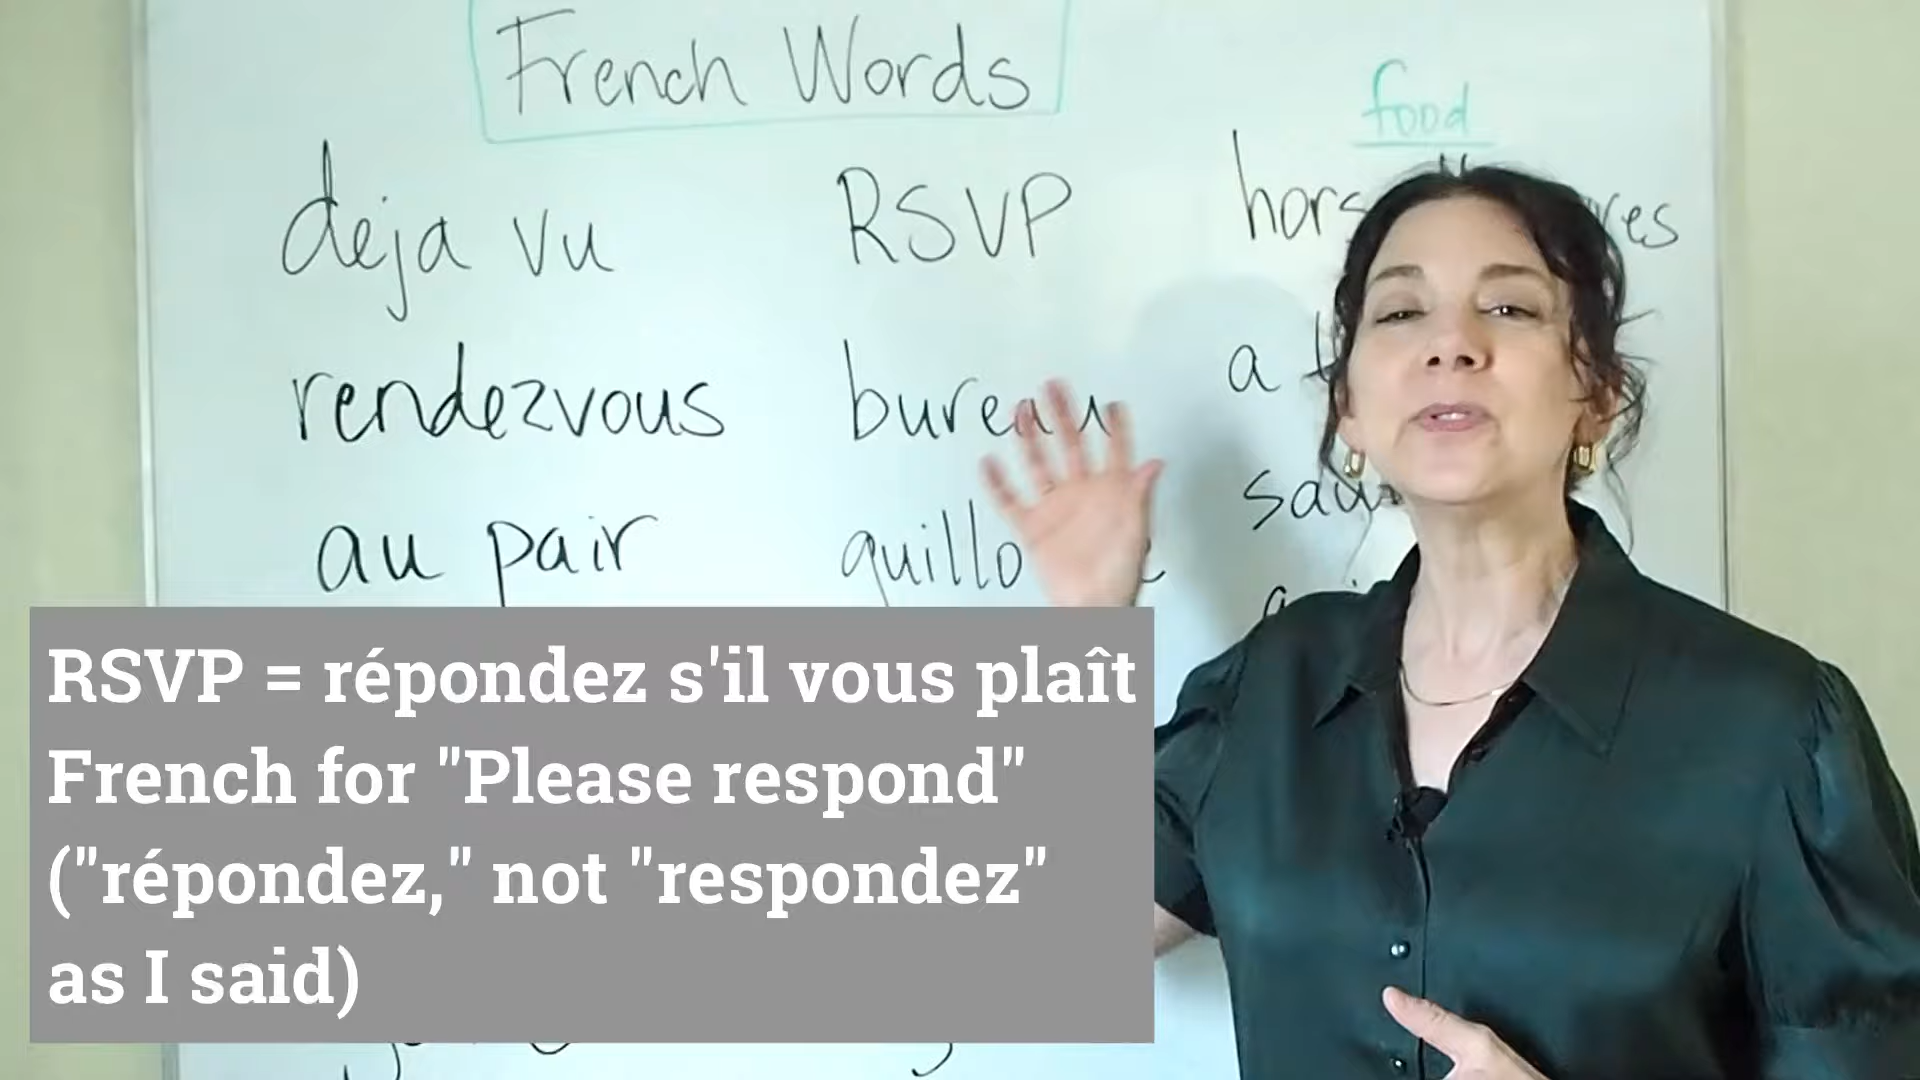 French Words
food
deja vu
RSVP
rendezvous
bureau
a
au pair
RSVP = répondez s'il vous plaît
French for "Please respond"
("répondez," not "respondez"
as I said)